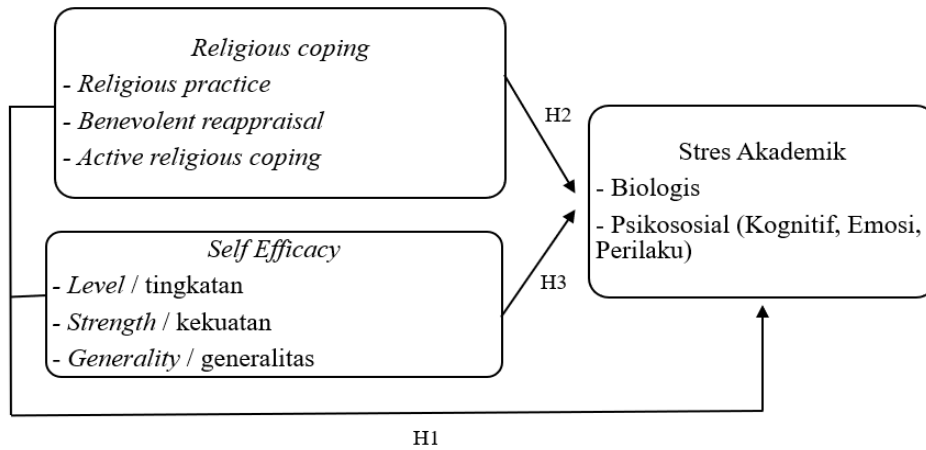 Religious coping
- Religious practice
- Benevolent reappraisal
- Active religious coping
H2
Stres Akademik
- Biologis
- Psikososial (Kognitif, Emosi,
Perilaku)
Self Efficacy
- Level / tingkatan
- Strength / kekuatan
- Generality / generalitas
H3
H1